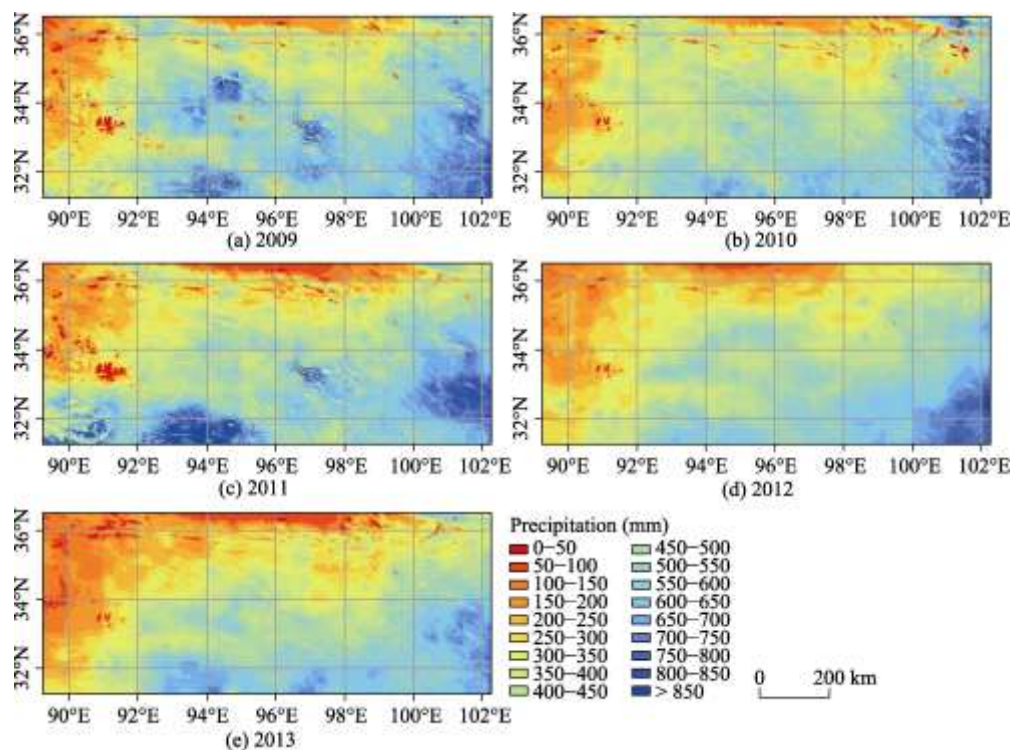 36°N 34°N 32°N
90°E 92°E 94°E 96°E 98°E 100°E 102°E
(a) 2009
36°N 34°N 32°N
90°E 92°E 94°E 96°E 98°E 100°E 102°E
(b) 2010
36°N 34°N 32°N
90°E 92°E 94°E 96°E 98°E 100°E 102°E
(c) 2011
36°N 34°N 32°N
90°E 92°E 94°E 96°E 98°E 100°E 102°E
(d) 2012
36°N 34°N 32°N
90°E 92°E 94°E 96°E 98°E 100°E 102°E
(e) 2013
Precipitation (mm)
0−50
50−100
100−150
150−200
200−250
250−300
300−350
350−400
400−450
450−500
500−550
550−600
600−650
650−700
700−750
750−800
800−850
> 850
0 200 km